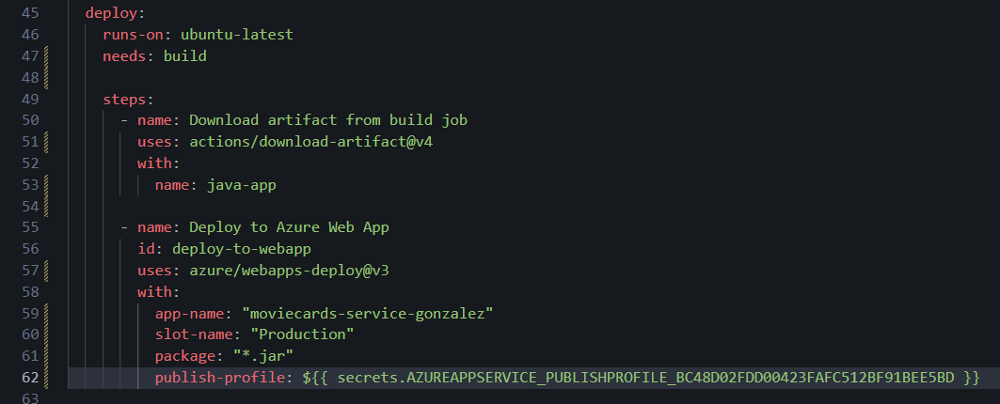 45 deploy:
46 runs-on: ubuntu-latest
47 needs: build
48
49 steps:
50 - name: Download artifact from build job
51 uses: actions/download-artifact@v4
52 with:
53 name: java-app
54
55 - name: Deploy to Azure Web App
56 id: deploy-to-webapp
57 uses: azure/webapps-deploy@v3
58 with:
59 app-name: "moviecards-service-gonzalez"
60 slot-name: "Production"
61 package: "*.jar"
62 publish-profile: ${{ secrets.AZUREAPPSERVICE_PUBLISHPROFILE_BC48D02FDD00423FAFC512BF91BEE5BD }}
63